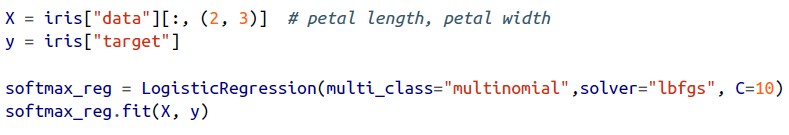 X = iris["data"][:, (2, 3)]  # petal length, petal width
y = iris["target"]
softmax_reg = LogisticRegression(multi_class="multinomial",solver="lbfgs", C=10)
softmax_reg.fit(X, y)